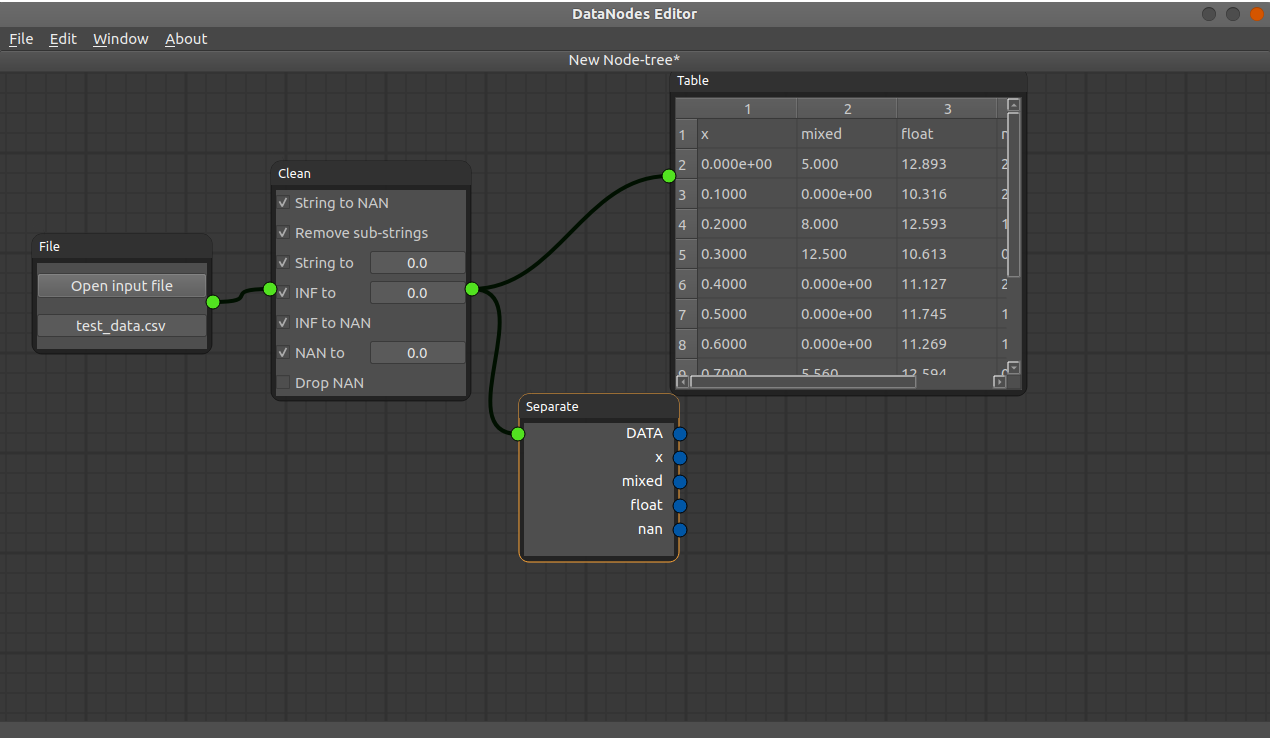 DataNodes Editor
File Edit Window About
New Node-tree*
Table
1 2 3
1 x mixed float
2 0.000e+00 5.000 12.893 2
3 0.1000 0.000e+00 10.316 2
4 0.2000 8.000 12.593 1
5 0.3000 12.500 10.613
6 0.4000 0.000e+00 11.127 2
7 0.5000 0.000e+00 11.745 1
8 0.6000 0.000e+00 11.269 1
9 0.7000 5.560 12.594
Clean
String to NAN
Remove sub-strings
String to 0.0
INF to 0.0
INF to NAN
NAN to 0.0
Drop NAN
File
Open input file
test_data.csv
Separate
DATA
x
mixed
float
nan